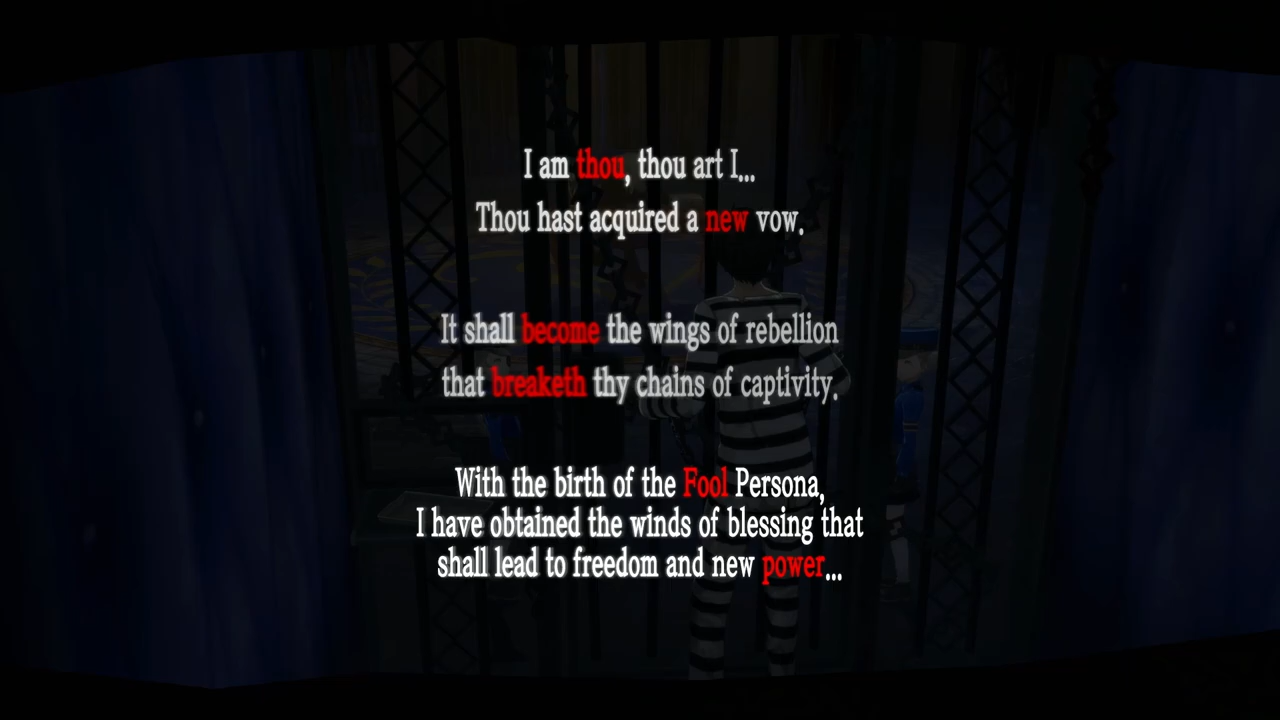 I am thou, thou art I...
Thou hast acquired a new vow.
It shall become the wings of rebellion
that breaketh thy chains of captivity.
With the birth of the Fool Persona,
I have obtained the winds of blessing that
shall lead to freedom and new power...